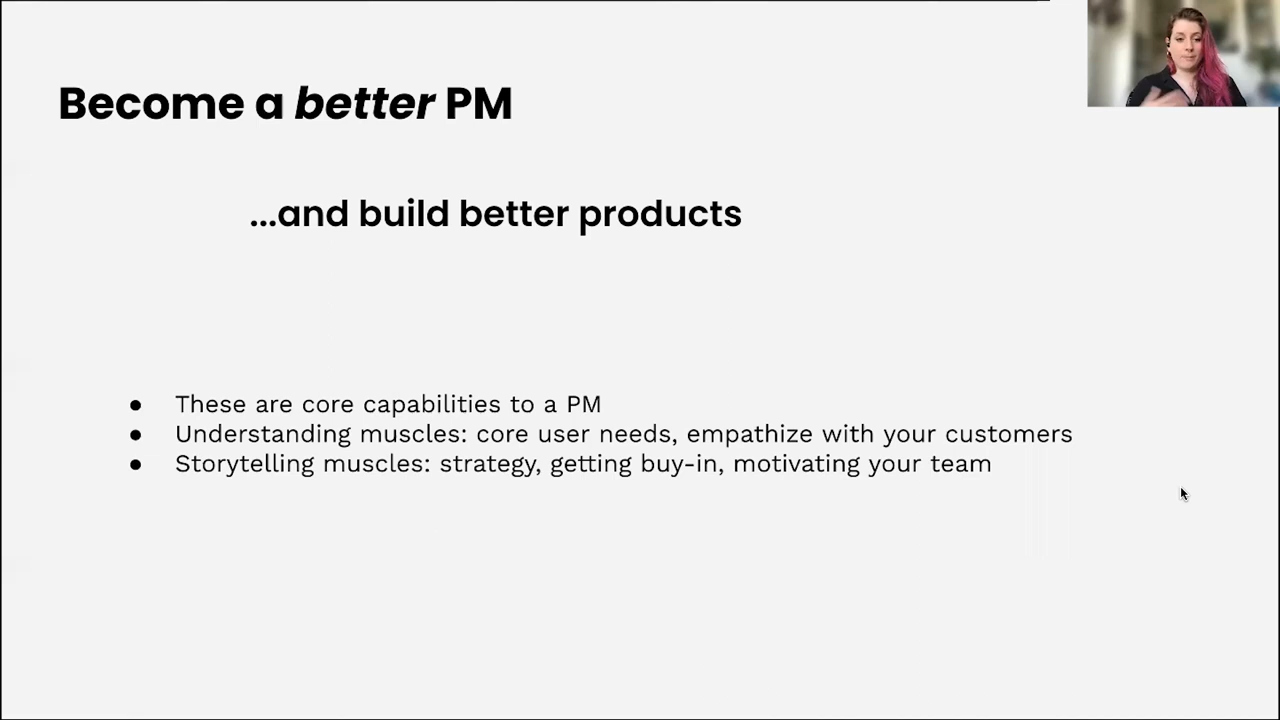 Become a better PM
...and build better products
● These are core capabilities to a PM
● Understanding muscles: core user needs, empathize with your customers
● Storytelling muscles: strategy, getting buy-in, motivating your team